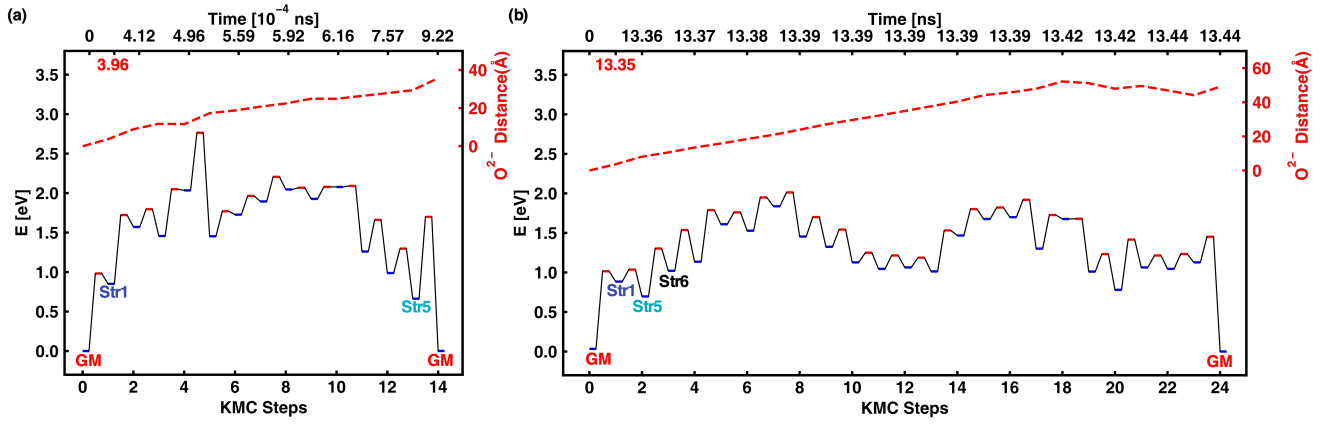 (a)
Time [10⁻⁴ ns]
0 4.12 4.96 5.59 5.92 6.16 7.57 9.22
3.96
3.5
3.0
2.5
2.0
1.5
1.0
0.5
0.0
E [eV]
40
20
0
O²⁻ Distance(Å)
Str1
Str5
GM
GM
0 2 4 6 8 10 12 14
KMC Steps
(b)
Time [ns]
0 13.36 13.37 13.38 13.39 13.39 13.39 13.39 13.39 13.42 13.42 13.44 13.44
13.35
3.5
3.0
2.5
2.0
1.5
1.0
0.5
0.0
E [eV]
60
40
20
0
O²⁻ Distance(Å)
Str6
Str1
Str5
GM
GM
0 2 4 6 8 10 12 14 16 18 20 22 24
KMC Steps